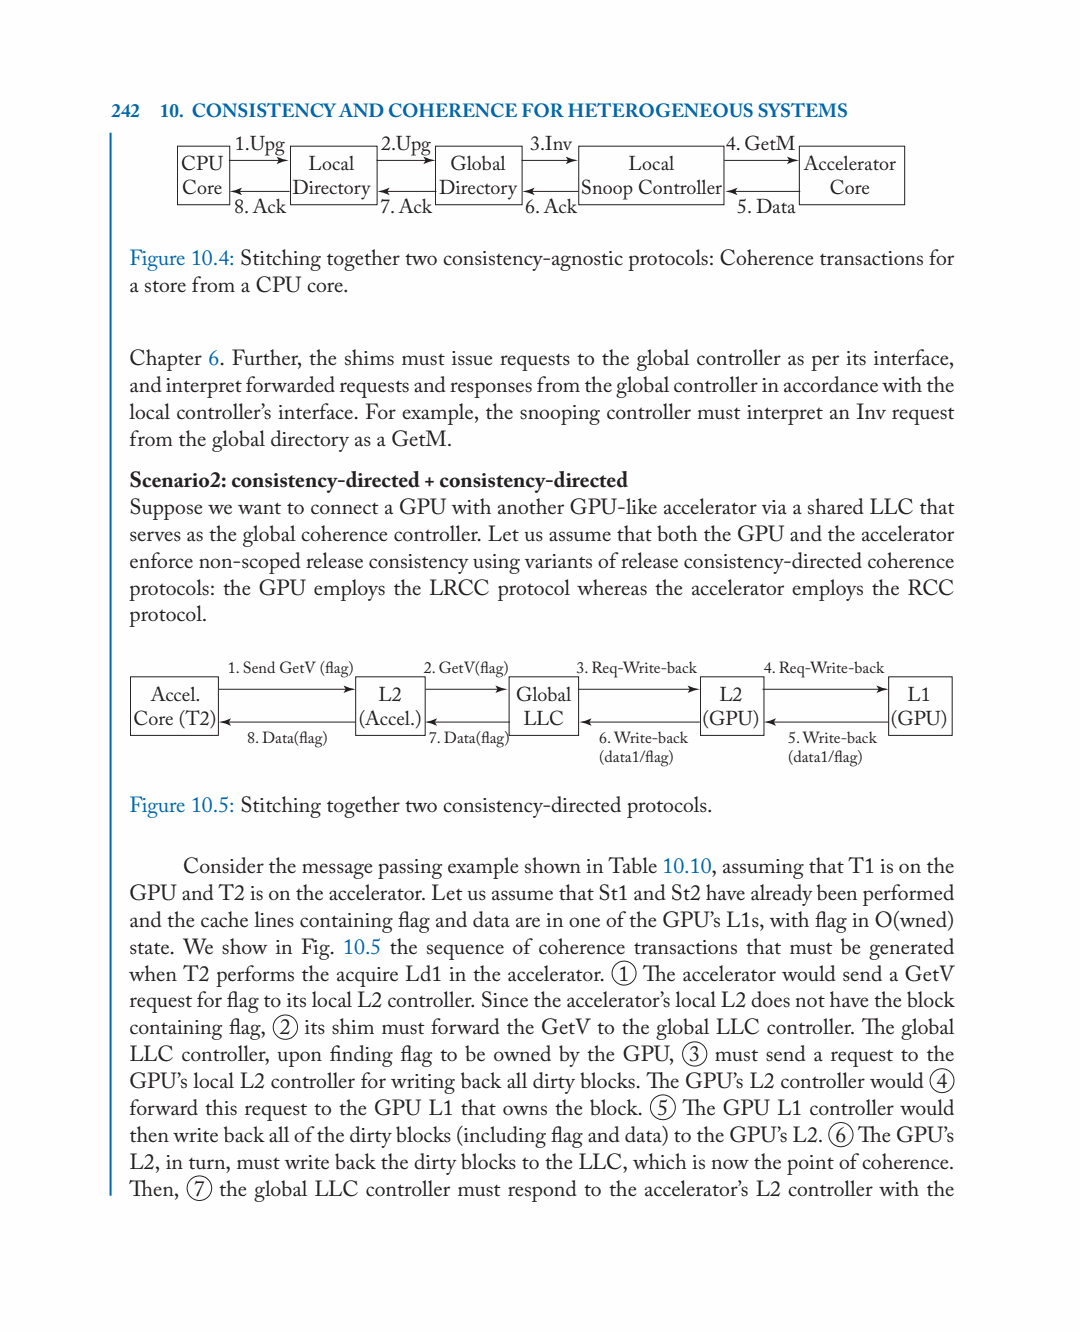 242 10. CONSISTENCY AND COHERENCE FOR HETEROGENEOUS SYSTEMS
1.Upg 2.Upg 3.Inv 4. GetM
CPU Local Global Local Accelerator
Core Directory Directory Snoop Controller Core
8. Ack 7. Ack 6. Ack 5. Data
Figure 10.4: Stitching together two consistency-agnostic protocols: Coherence transactions for
a store from a CPU core.
Chapter 6. Further, the shims must issue requests to the global controller as per its interface,
and interpret forwarded requests and responses from the global controller in accordance with the
local controller’s interface. For example, the snooping controller must interpret an Inv request
from the global directory as a GetM.
Scenario2: consistency-directed + consistency-directed
Suppose we want to connect a GPU with another GPU-like accelerator via a shared LLC that
serves as the global coherence controller. Let us assume that both the GPU and the accelerator
enforce non-scoped release consistency using variants of release consistency-directed coherence
protocols: the GPU employs the LRCC protocol whereas the accelerator employs the RCC
protocol.
1. Send GetV (flag) 2. GetV(flag) 3. Req-Write-back 4. Req-Write-back
Accel. L2 Global L2 L1
Core (T2) (Accel.) LLC (GPU) (GPU)
8. Data(flag) 7. Data(flag) 6. Write-back 5. Write-back
(data1/flag) (data1/flag)
Figure 10.5: Stitching together two consistency-directed protocols.
Consider the message passing example shown in Table 10.10, assuming that T1 is on the
GPU and T2 is on the accelerator. Let us assume that St1 and St2 have already been performed
and the cache lines containing flag and data are in one of the GPU’s L1s, with flag in O(wned)
state. We show in Fig. 10.5 the sequence of coherence transactions that must be generated
when T2 performs the acquire Ld1 in the accelerator. ① The accelerator would send a GetV
request for flag to its local L2 controller. Since the accelerator’s local L2 does not have the block
containing flag, ② its shim must forward the GetV to the global LLC controller. The global
LLC controller, upon finding flag to be owned by the GPU, ③ must send a request to the
GPU’s local L2 controller for writing back all dirty blocks. The GPU’s L2 controller would ④
forward this request to the GPU L1 that owns the block. ⑤ The GPU L1 controller would
then write back all of the dirty blocks (including flag and data) to the GPU’s L2. ⑥ The GPU’s
L2, in turn, must write back the dirty blocks to the LLC, which is now the point of coherence.
Then, ⑦ the global LLC controller must respond to the accelerator’s L2 controller with the